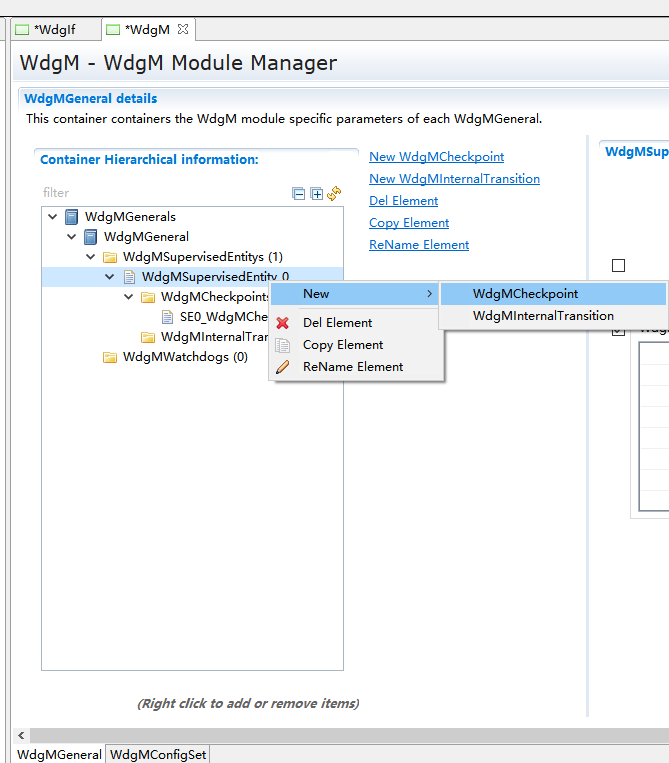 *WdgIf
*WdgM
WdgM - WdgM Module Manager
WdgMGeneral details
This container containers the WdgM module specific parameters of each WdgMGeneral.
Container Hierarchical information:
filter
WdgMGenerals
WdgMGeneral
WdgMSupervisedEntitys (1)
WdgMSupervisedEntity_0
WdgMCheckpoints
SE0_WdgMChe
WdgMInternalTran
WdgMWatchdogs (0)
New WdgMCheckpoint
New WdgMInternalTransition
Del Element
Copy Element
ReName Element
New
Del Element
Copy Element
ReName Element
WdgMCheckpoint
WdgMInternalTransition
WdgMSup
(Right click to add or remove items)
WdgMGeneral
WdgMConfigSet